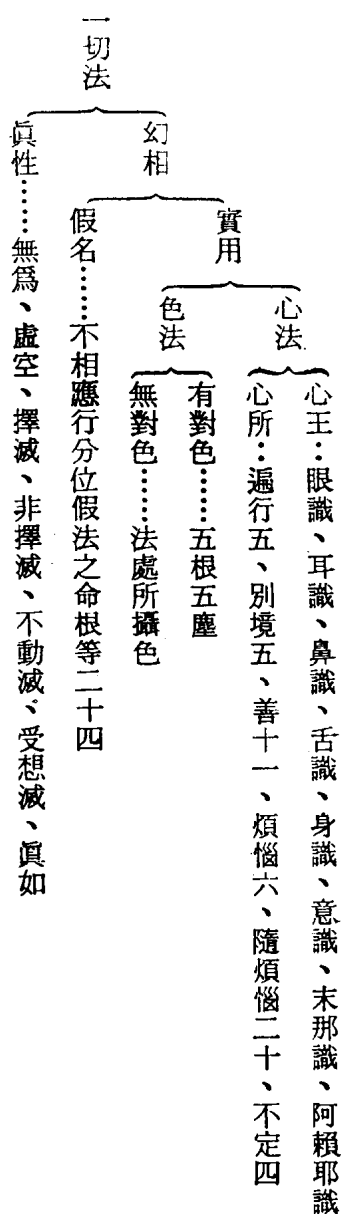 一切法
幻相
實用
心法
心王：眼識、耳識、鼻識、舌識、身識、意識、末那識、阿賴耶識
心所：遍行五、別境五、善十一、煩惱六、隨煩惱二十、不定四
色法
有對色……五根五塵
無對色……法處所攝色
假名……不相應行分位假法之命根等二十四
眞性……無爲、虛空、擇滅、非擇滅、不動滅、受想滅、眞如